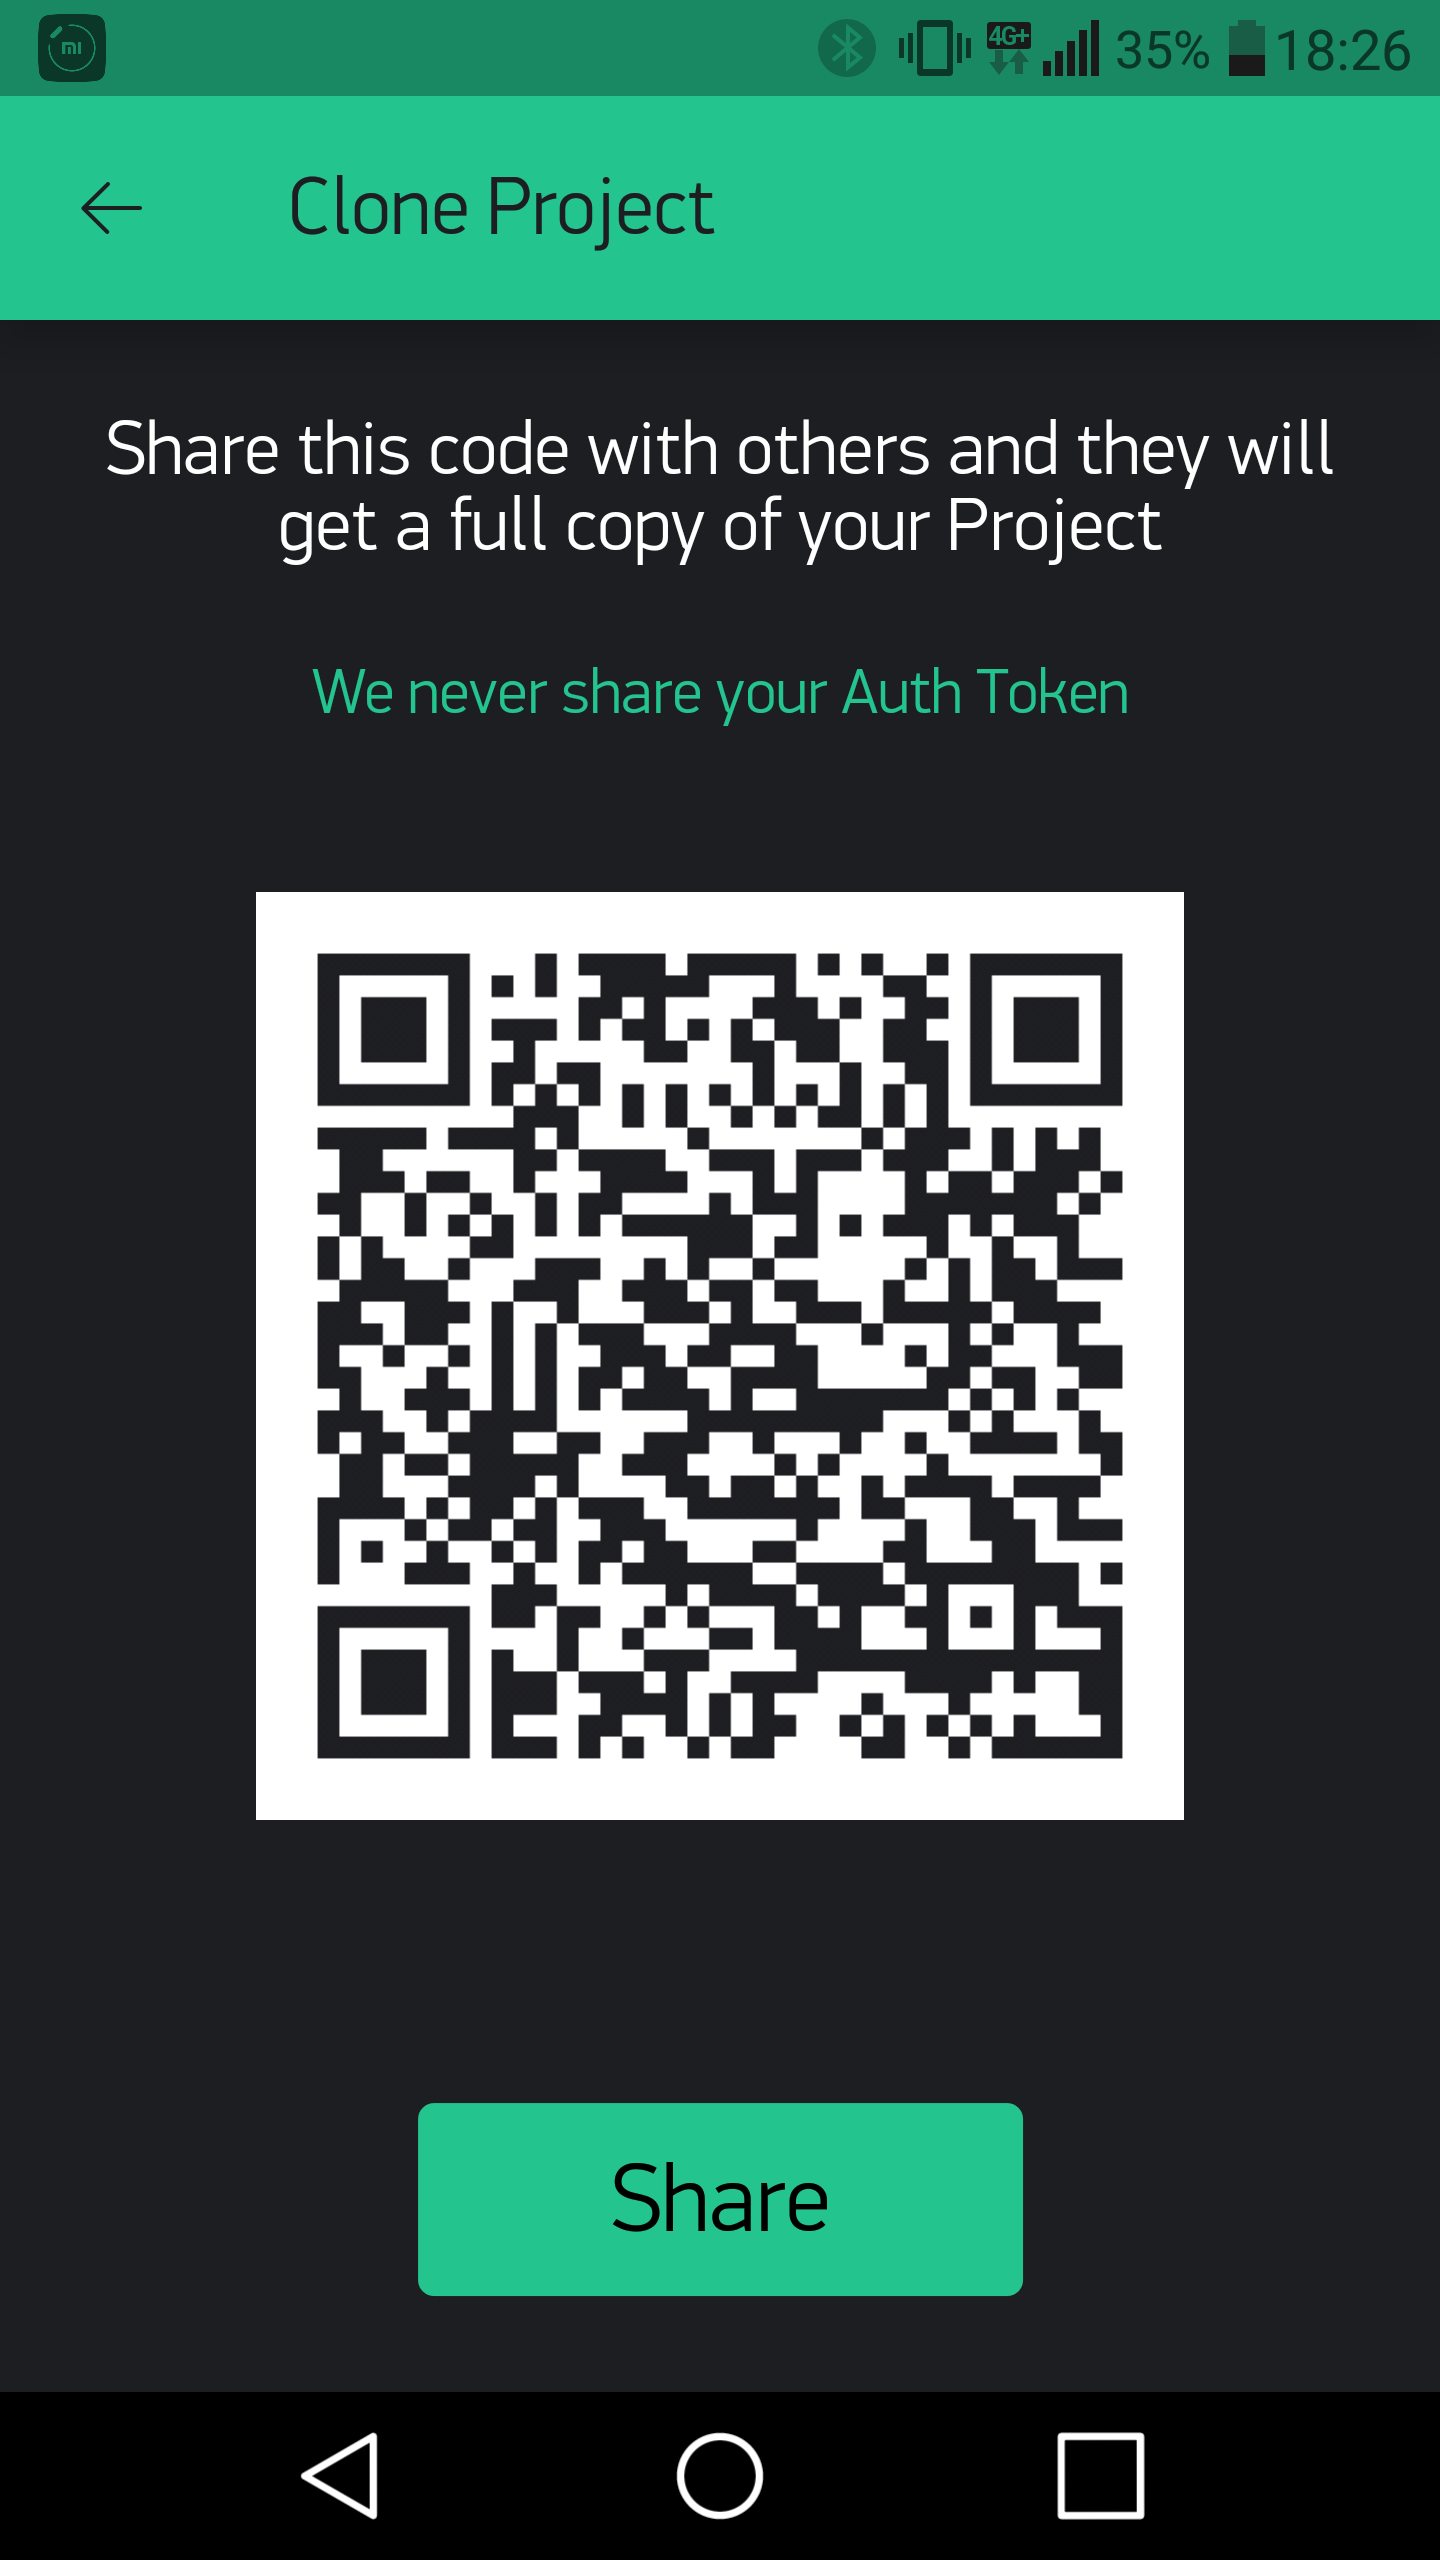 4G+ 35% 18:26
Clone Project
Share this code with others and they will
get a full copy of your Project
We never share your Auth Token
Share